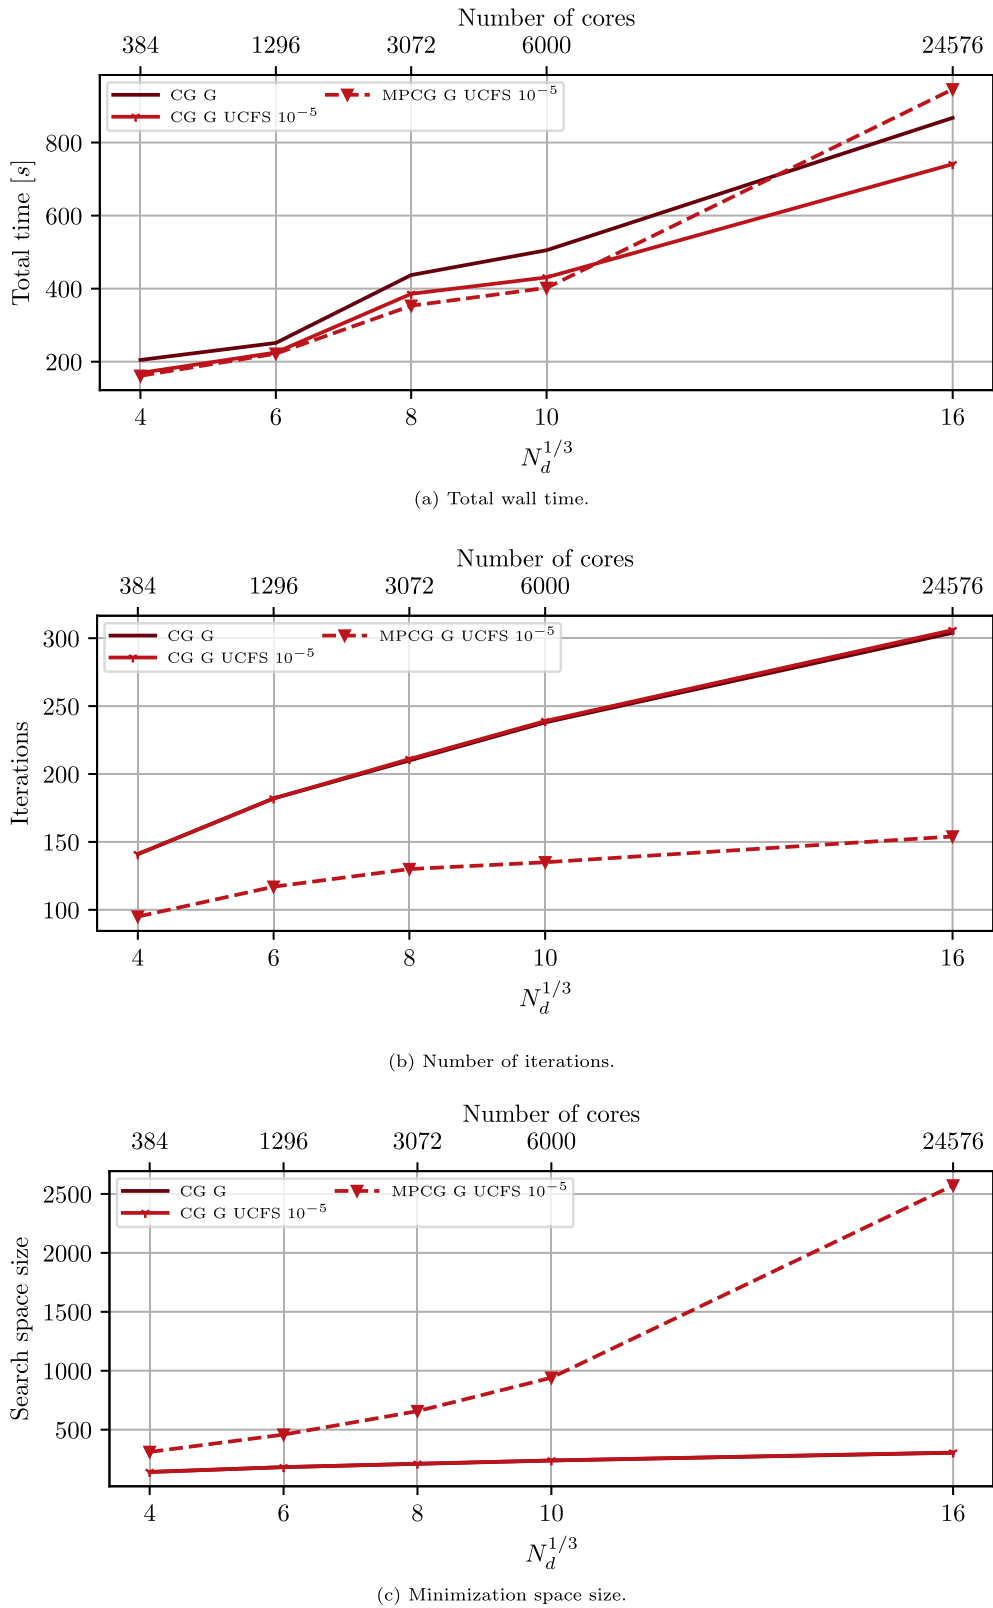 Number of cores
384 1296 3072 6000 24576
CG G
CG G UCFS 10⁻⁵
MPCG G UCFS 10⁻⁵
Total time [s]
800
600
400
200
4 6 8 10 16
N_d^{1/3}
(a) Total wall time.
Number of cores
384 1296 3072 6000 24576
CG G
CG G UCFS 10⁻⁵
MPCG G UCFS 10⁻⁵
Iterations
300
250
200
150
100
4 6 8 10 16
N_d^{1/3}
(b) Number of iterations.
Number of cores
384 1296 3072 6000 24576
CG G
CG G UCFS 10⁻⁵
MPCG G UCFS 10⁻⁵
Search space size
2500
2000
1500
1000
500
4 6 8 10 16
N_d^{1/3}
(c) Minimization space size.